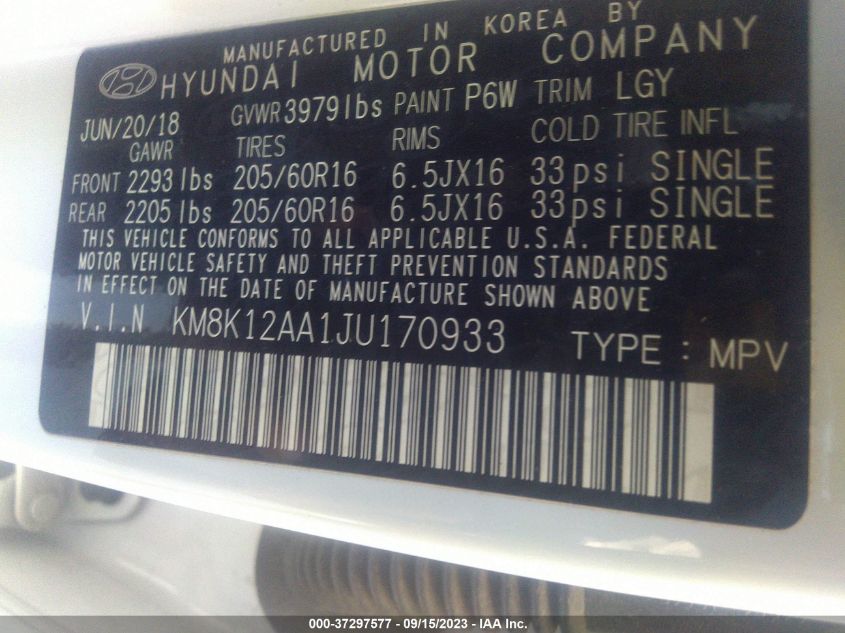 MANUFACTURED IN KOREA BY
HYUNDAI MOTOR COMPANY
JUN/20/18 GVWR 3979lbs PAINT P6W TRIM LGY
GAWR TIRES RIMS COLD TIRE INFL
FRONT 2293lbs 205/60R16 6.5JX16 33psi SINGLE
REAR 2205lbs 205/60R16 6.5JX16 33psi SINGLE
THIS VEHICLE CONFORMS TO ALL APPLICABLE U.S.A. FEDERAL
MOTOR VEHICLE SAFETY AND THEFT PREVENTION STANDARDS
IN EFFECT ON THE DATE OF MANUFACTURE SHOWN ABOVE
V.I.N KM8K12AA1JU170933 TYPE : MPV
000-37297577 - 09/15/2023 - IAA Inc.